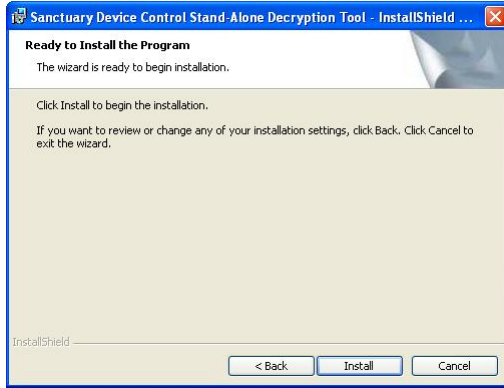 Sanctuary Device Control Stand-Alone Decryption Tool - InstallShield ...
Ready to Install the Program
The wizard is ready to begin installation.
Click Install to begin the installation.
If you want to review or change any of your installation settings, click Back. Click Cancel to
exit the wizard.
InstallShield
< Back Install Cancel